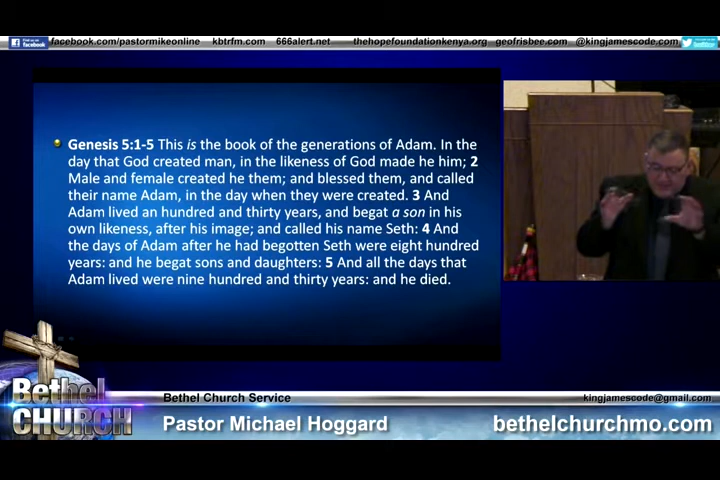 Find us on facebook
facebook.com/pastormikeonline kbtrfm.com 666alert.net thehopefoundationkenya.org geofrisbee.com @kingjamescode.com twitter
Genesis 5:1-5 This is the book of the generations of Adam. In the
day that God created man, in the likeness of God made he him; 2
Male and female created he them; and blessed them, and called
their name Adam, in the day when they were created. 3 And
Adam lived an hundred and thirty years, and begat a son in his
own likeness, after his image; and called his name Seth: 4 And
the days of Adam after he had begotten Seth were eight hundred
years: and he begat sons and daughters: 5 And all the days that
Adam lived were nine hundred and thirty years: and he died.
Bethel
CHURCH
Bethel Church Service kingjamescode@gmail.com
Pastor Michael Hoggard bethelchurchmo.com